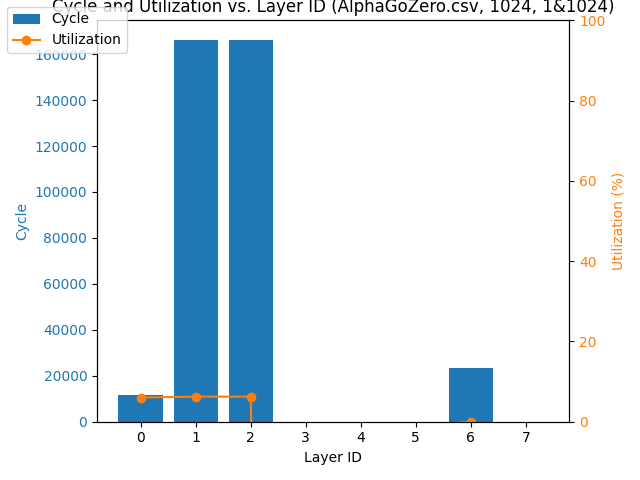 Cycle and Utilization vs. Layer ID (AlphaGoZero.csv, 1024, 1&1024)
Cycle
Utilization
160000
140000
120000
100000
80000
60000
40000
20000
0
Cycle
100
80
60
40
20
0
Utilization (%)
0 1 2 3 4 5 6 7
Layer ID